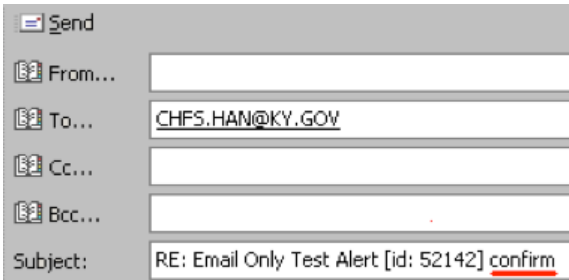 Send
From...
To... CHFS.HAN@KY.GOV
Cc...
Bcc...
Subject: RE: Email Only Test Alert [id: 52142] confirm